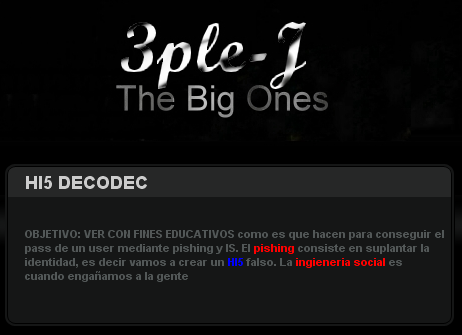 3ple-J
The Big Ones
HI5 DECODEC
OBJETIVO: VER CON FINES EDUCATIVOS como es que hacen para conseguir el
pass de un user mediante pishing y IS. El pishing consiste en suplantar la
identidad, es decir vamos a crear un Hi5 falso. La ingieneria social es
cuando engañamos a la gente